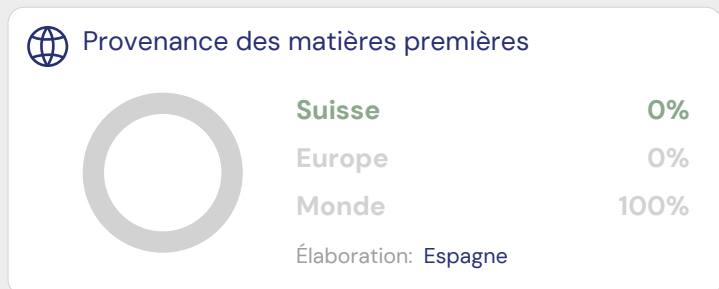 Provenance des matières premières
Suisse 0%
Europe 0%
Monde 100%
Élaboration: Espagne